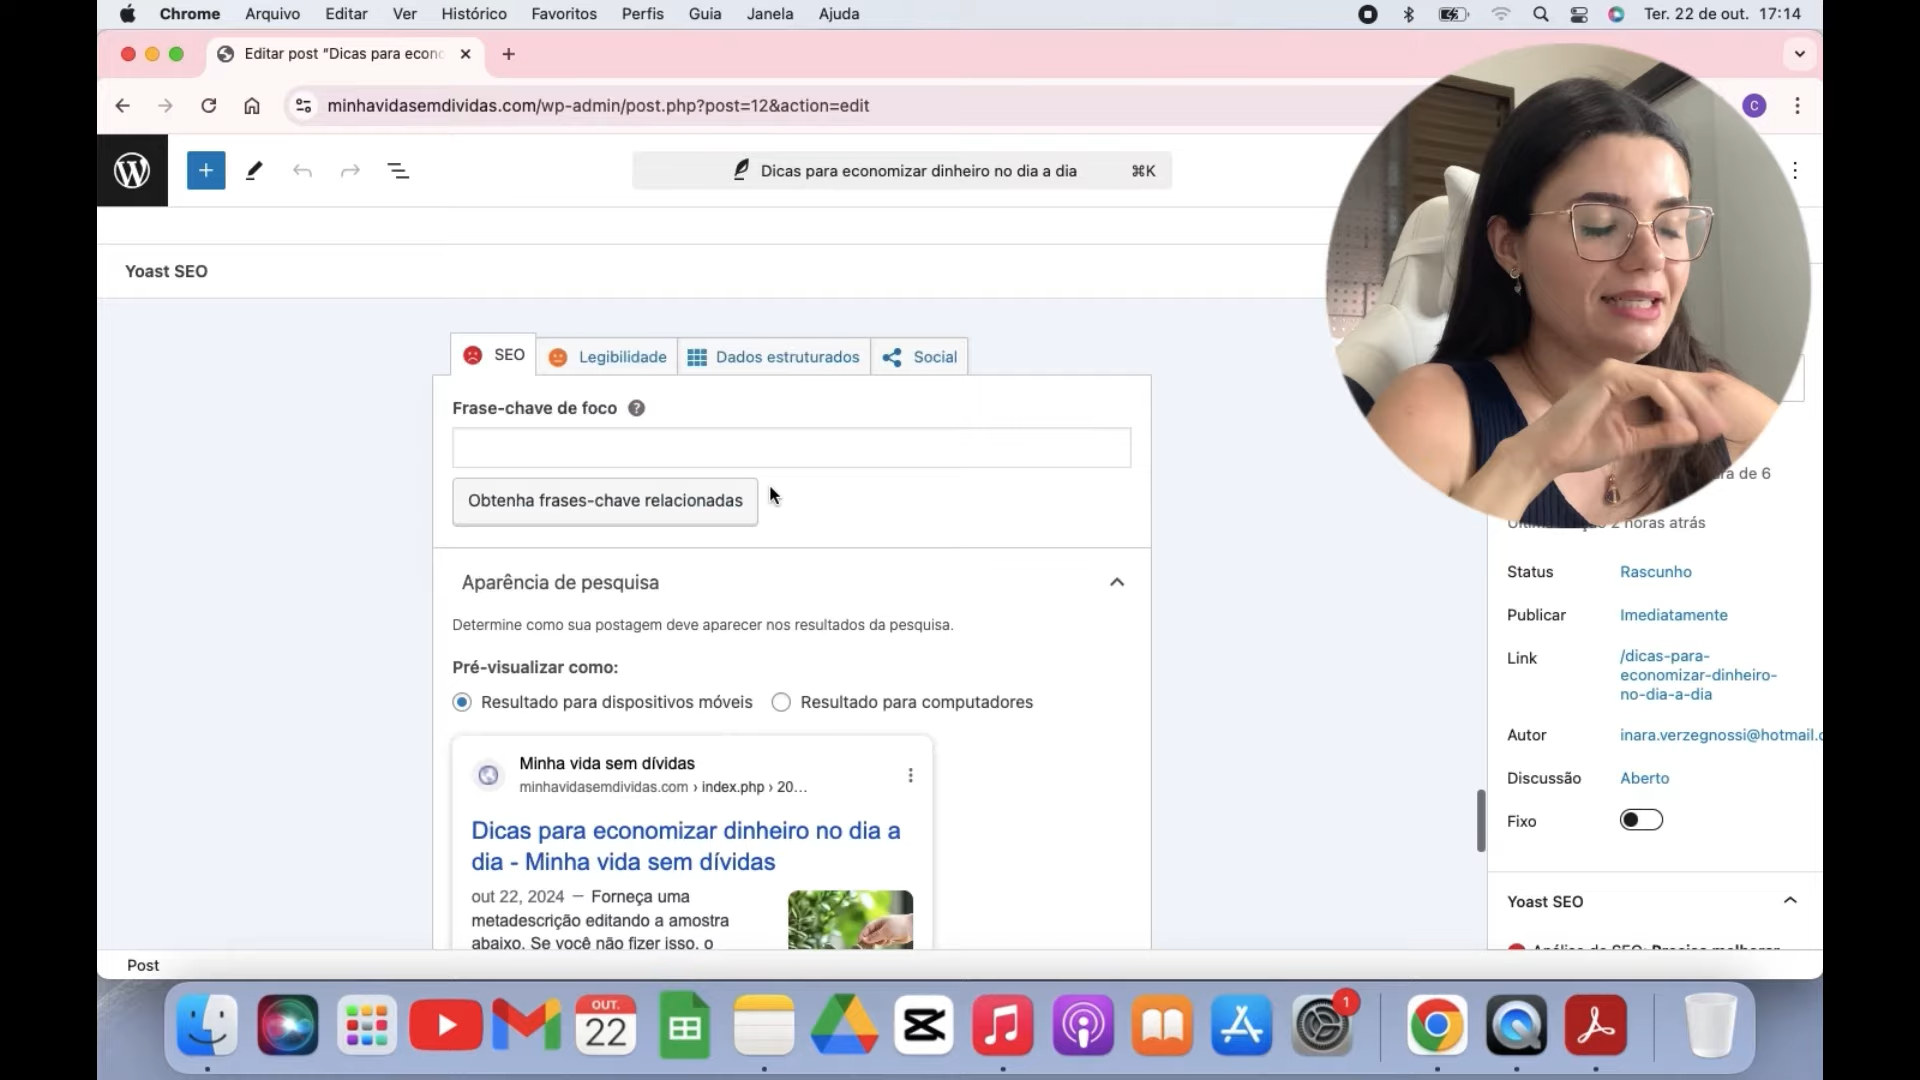 Chrome Arquivo Editar Ver Histórico Favoritos Perfis Guia Janela Ajuda Ter. 22 de out. 17:14
Editar post “Dicas para econo
minhavidasemdividas.com/wp-admin/post.php?post=12&action=edit
C
Dicas para economizar dinheiro no dia a dia ⌘K
Yoast SEO
SEO Legibilidade Dados estruturados Social
Frase-chave de foco
Obtenha frases-chave relacionadas
Aparência de pesquisa
Determine como sua postagem deve aparecer nos resultados da pesquisa.
Pré-visualizar como:
Resultado para dispositivos móveis Resultado para computadores
Minha vida sem dívidas
minhavidasemdividas.com › index.php › 20…
Dicas para economizar dinheiro no dia a
dia - Minha vida sem dívidas
out 22, 2024 － Forneça uma
metadescrição editando a amostra
abaixo. Se você não fizer isso, o
de 6
2 horas atrás
Status Rascunho
Publicar Imediatamente
Link /dicas-para-
economizar-dinheiro-
no-dia-a-dia
Autor inara.verzegnossi@hotmail.c
Discussão Aberto
Fixo
Yoast SEO
Análise de SEO: Precisa melhorar
Post
OUT.
22
1